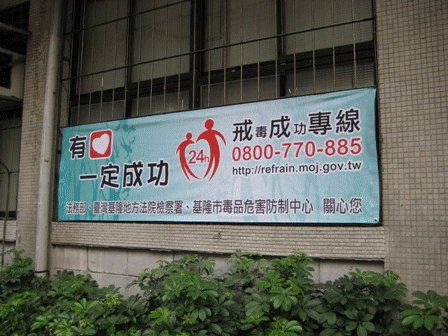 有
一定成功
24h
戒毒成功專線
0800-770-885
http://refrain.moj.gov.tw
法務部、臺灣基隆地方法院檢察署、基隆市毒品危害防制中心 關心您